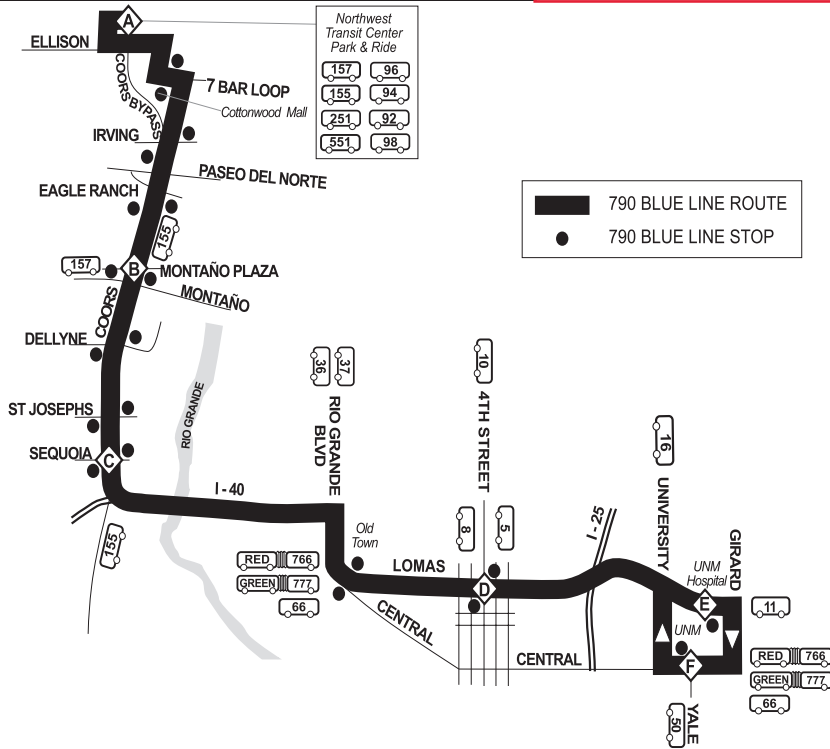 A
Northwest
Transit Center
Park & Ride
157 96
155 94
251 92
551 98
ELLISON
COORS BYPASS
7 BAR LOOP
Cottonwood Mall
IRVING
PASEO DEL NORTE
EAGLE RANCH
155
790 BLUE LINE ROUTE
790 BLUE LINE STOP
157
B
MONTAÑO PLAZA
MONTAÑO
COORS
DELLYNE
RIO GRANDE
ST JOSEPHS
SEQUOIA
C
155
I - 40
36
37
RIO GRANDE
BLVD
10
4TH STREET
8
5
16
UNIVERSITY
I - 25
GIRARD
Old
Town
RED 766
GREEN 777
66
LOMAS
D
CENTRAL
CENTRAL
UNM
Hospital
E
11
UNM
F
RED 766
GREEN 777
66
50
YALE